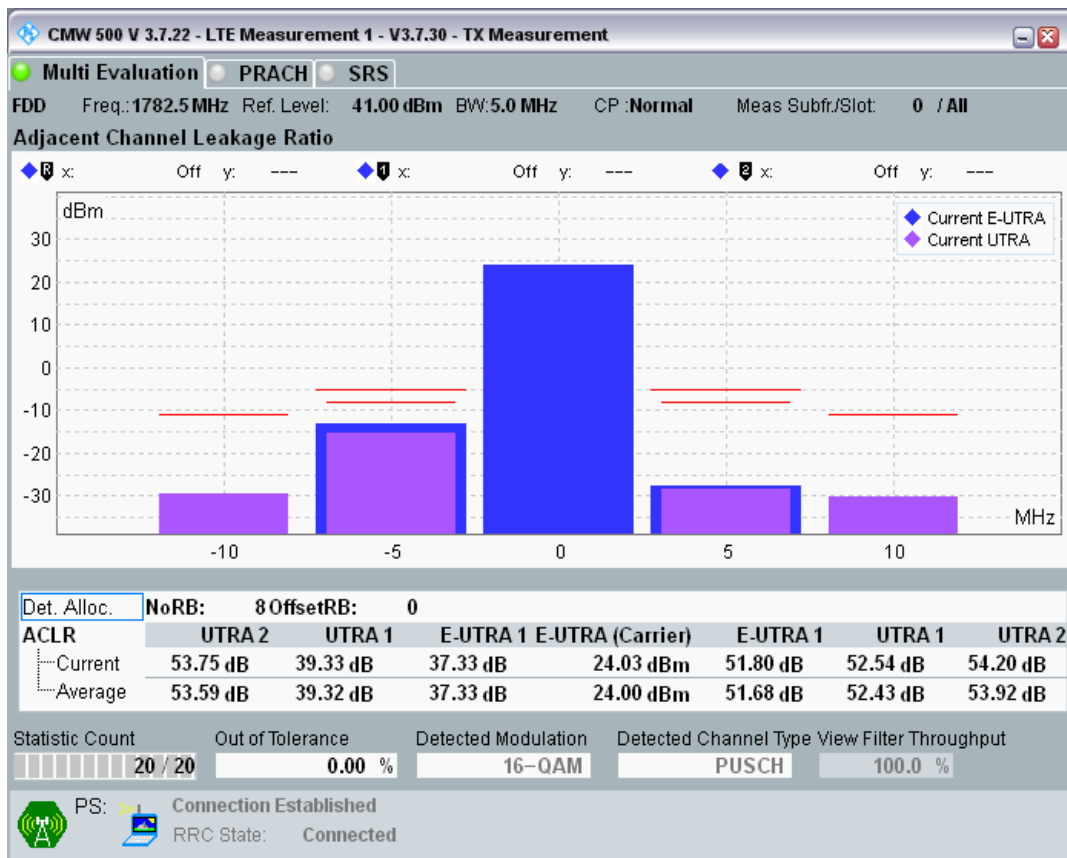 CMW 500 V 3.7.22 - LTE Measurement 1 - V3.7.30 - TX Measurement
Multi Evaluation PRACH SRS
FDD Freq.: 1782.5 MHz Ref. Level: 41.00 dBm BW: 5.0 MHz CP : Normal Meas Subfr./Slot: 0 / All
Adjacent Channel Leakage Ratio
R x: Off y: --- 1 x: Off y: --- 2 x: Off y: ---
dBm
Current E-UTRA
Current UTRA
30
20
10
0
-10
-20
-30
MHz
-10 -5 0 5 10
Det. Alloc. NoRB: 8 OffsetRB: 0
ACLR UTRA 2 UTRA 1 E-UTRA 1 E-UTRA (Carrier) E-UTRA 1 UTRA 1 UTRA 2
Current 53.75 dB 39.33 dB 37.33 dB 24.03 dBm 51.80 dB 52.54 dB 54.20 dB
Average 53.59 dB 39.32 dB 37.33 dB 24.00 dBm 51.68 dB 52.43 dB 53.92 dB
Statistic Count Out of Tolerance Detected Modulation Detected Channel Type View Filter Throughput
20 / 20 0.00 % 16-QAM PUSCH 100.0 %
PS: Connection Established
RRC State: Connected